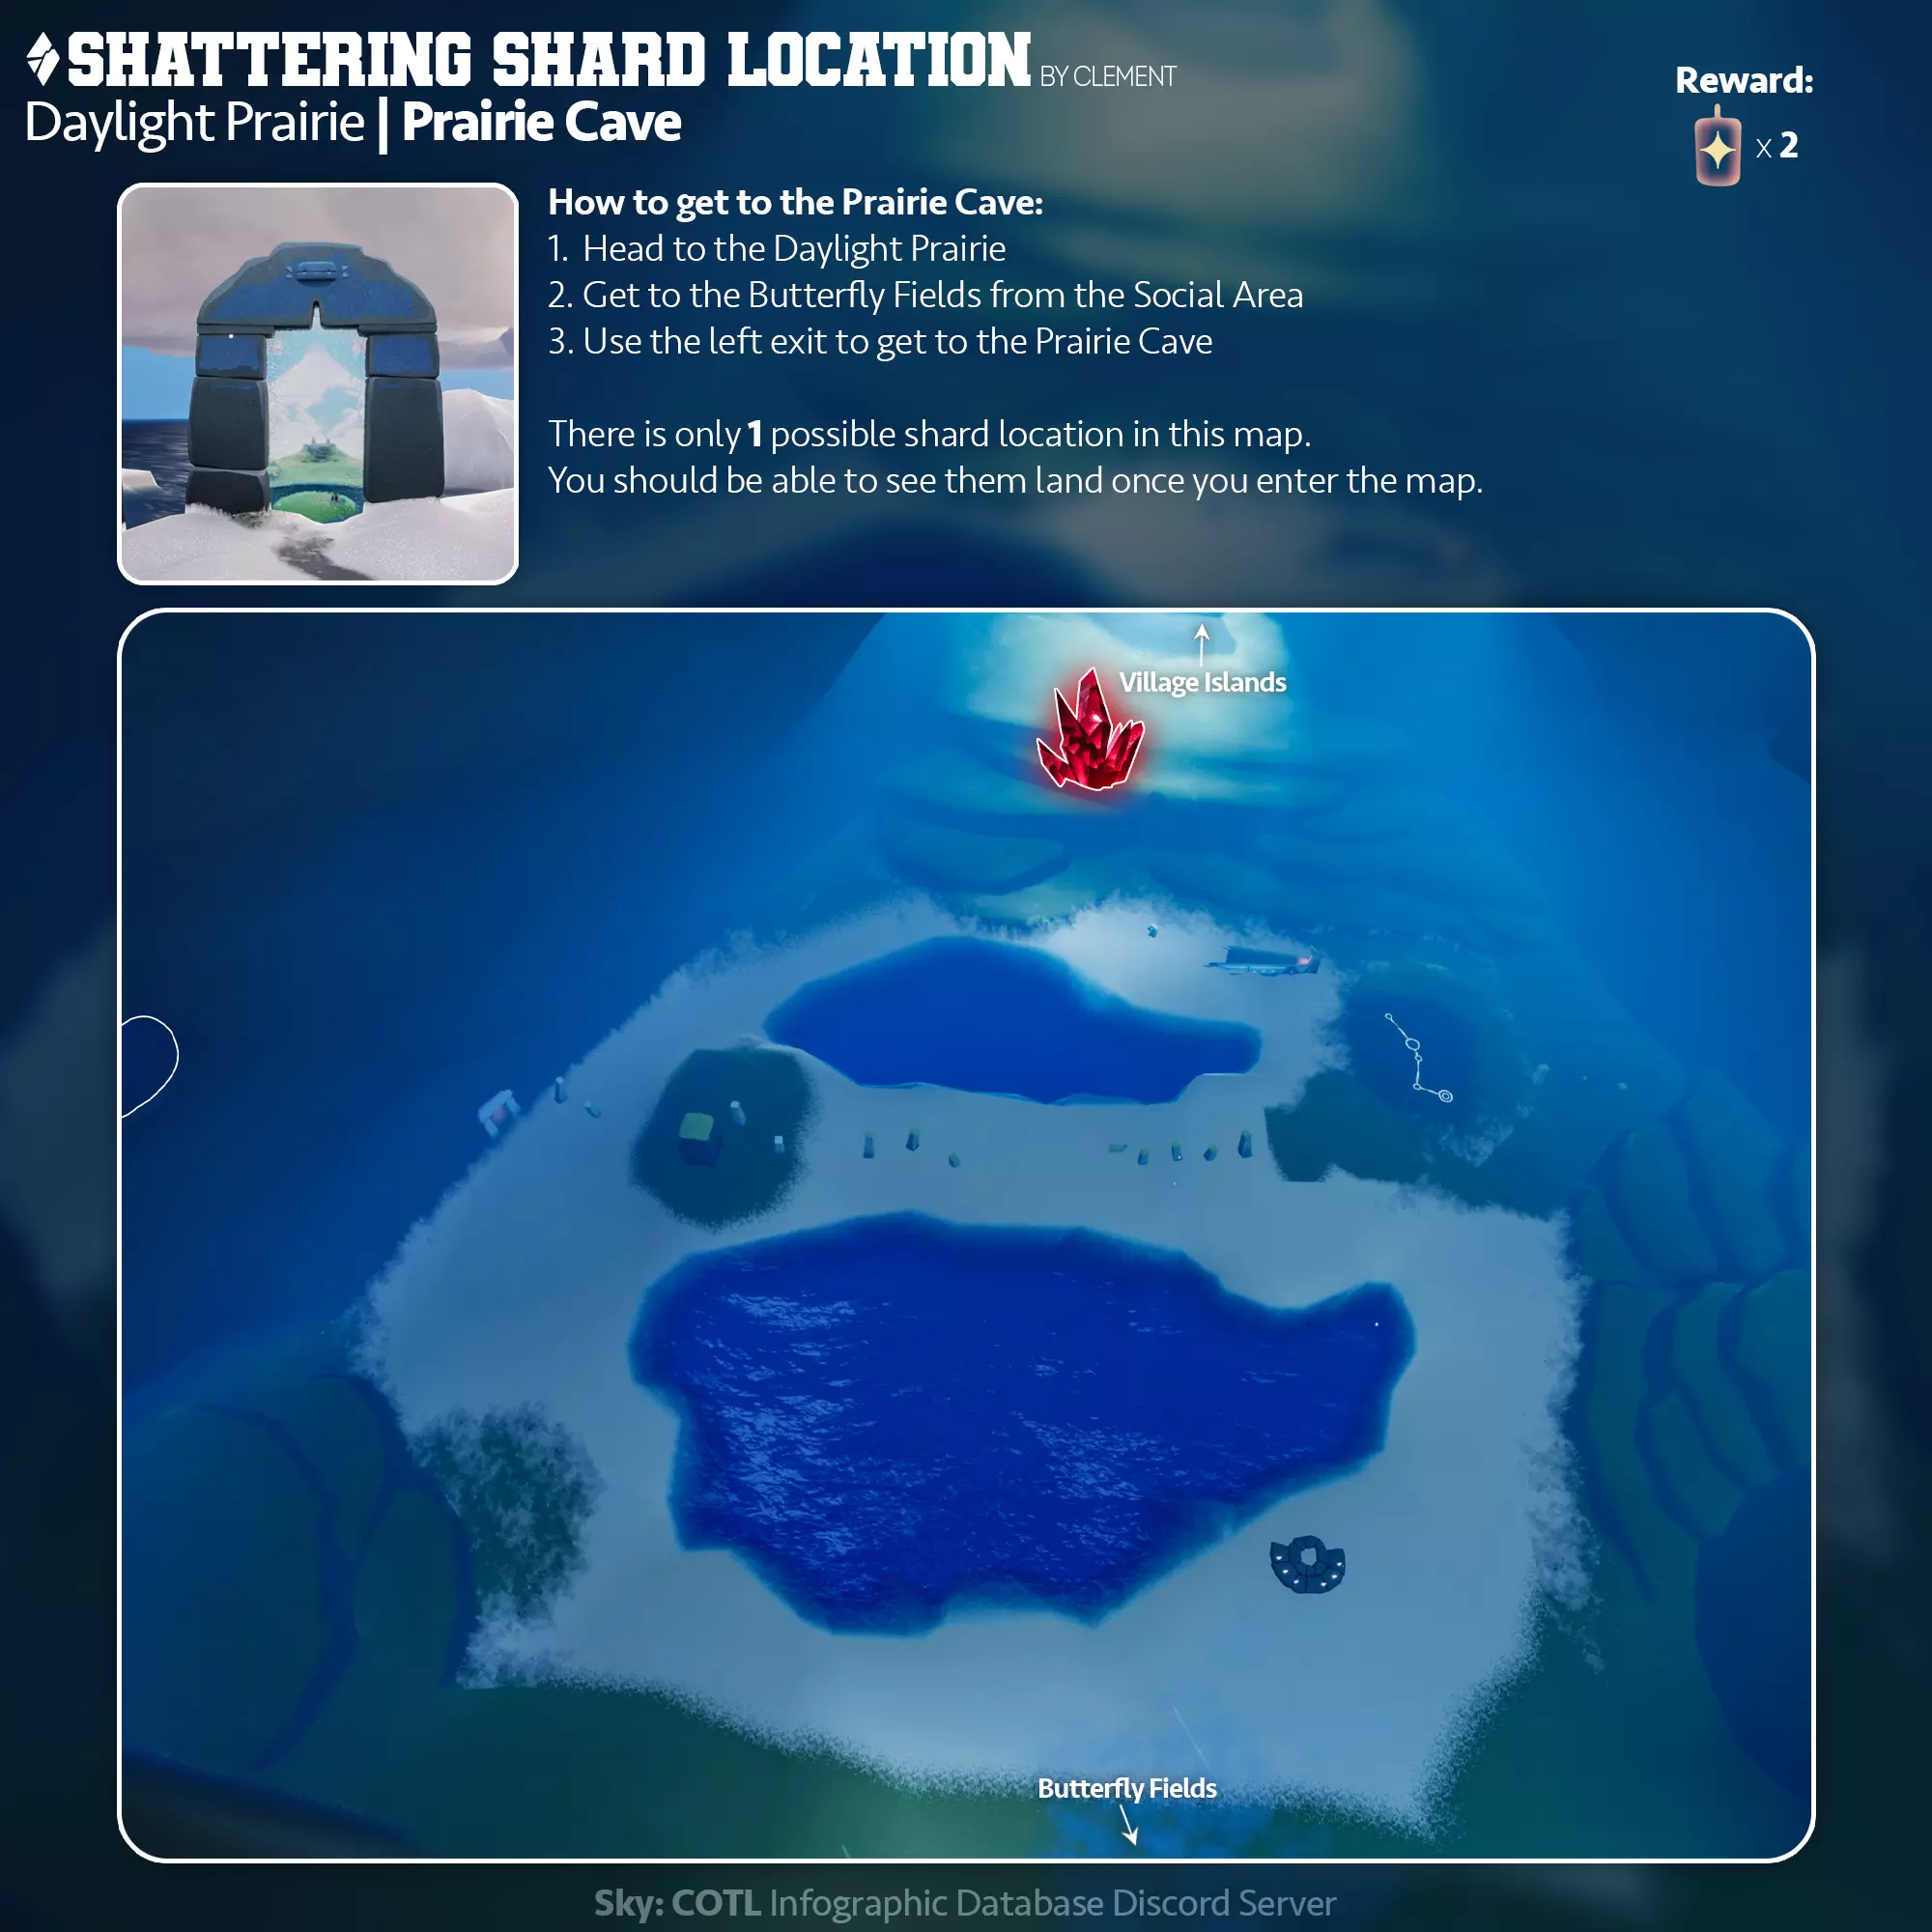 SHATTERING SHARD LOCATION BY CLEMENT
Daylight Prairie | Prairie Cave
Reward:
x 2
How to get to the Prairie Cave:
1. Head to the Daylight Prairie
2. Get to the Butterfly Fields from the Social Area
3. Use the left exit to get to the Prairie Cave
There is only 1 possible shard location in this map.
You should be able to see them land once you enter the map.
Village Islands
Butterfly Fields
Sky: COTL Infographic Database Discord Server